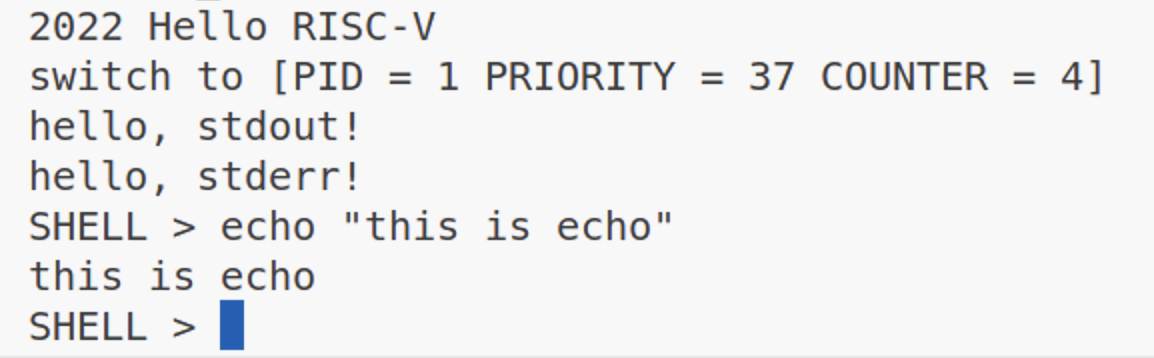 2022 Hello RISC-V
switch to [PID = 1 PRIORITY = 37 COUNTER = 4]
hello, stdout!
hello, stderr!
SHELL > echo "this is echo"
this is echo
SHELL >